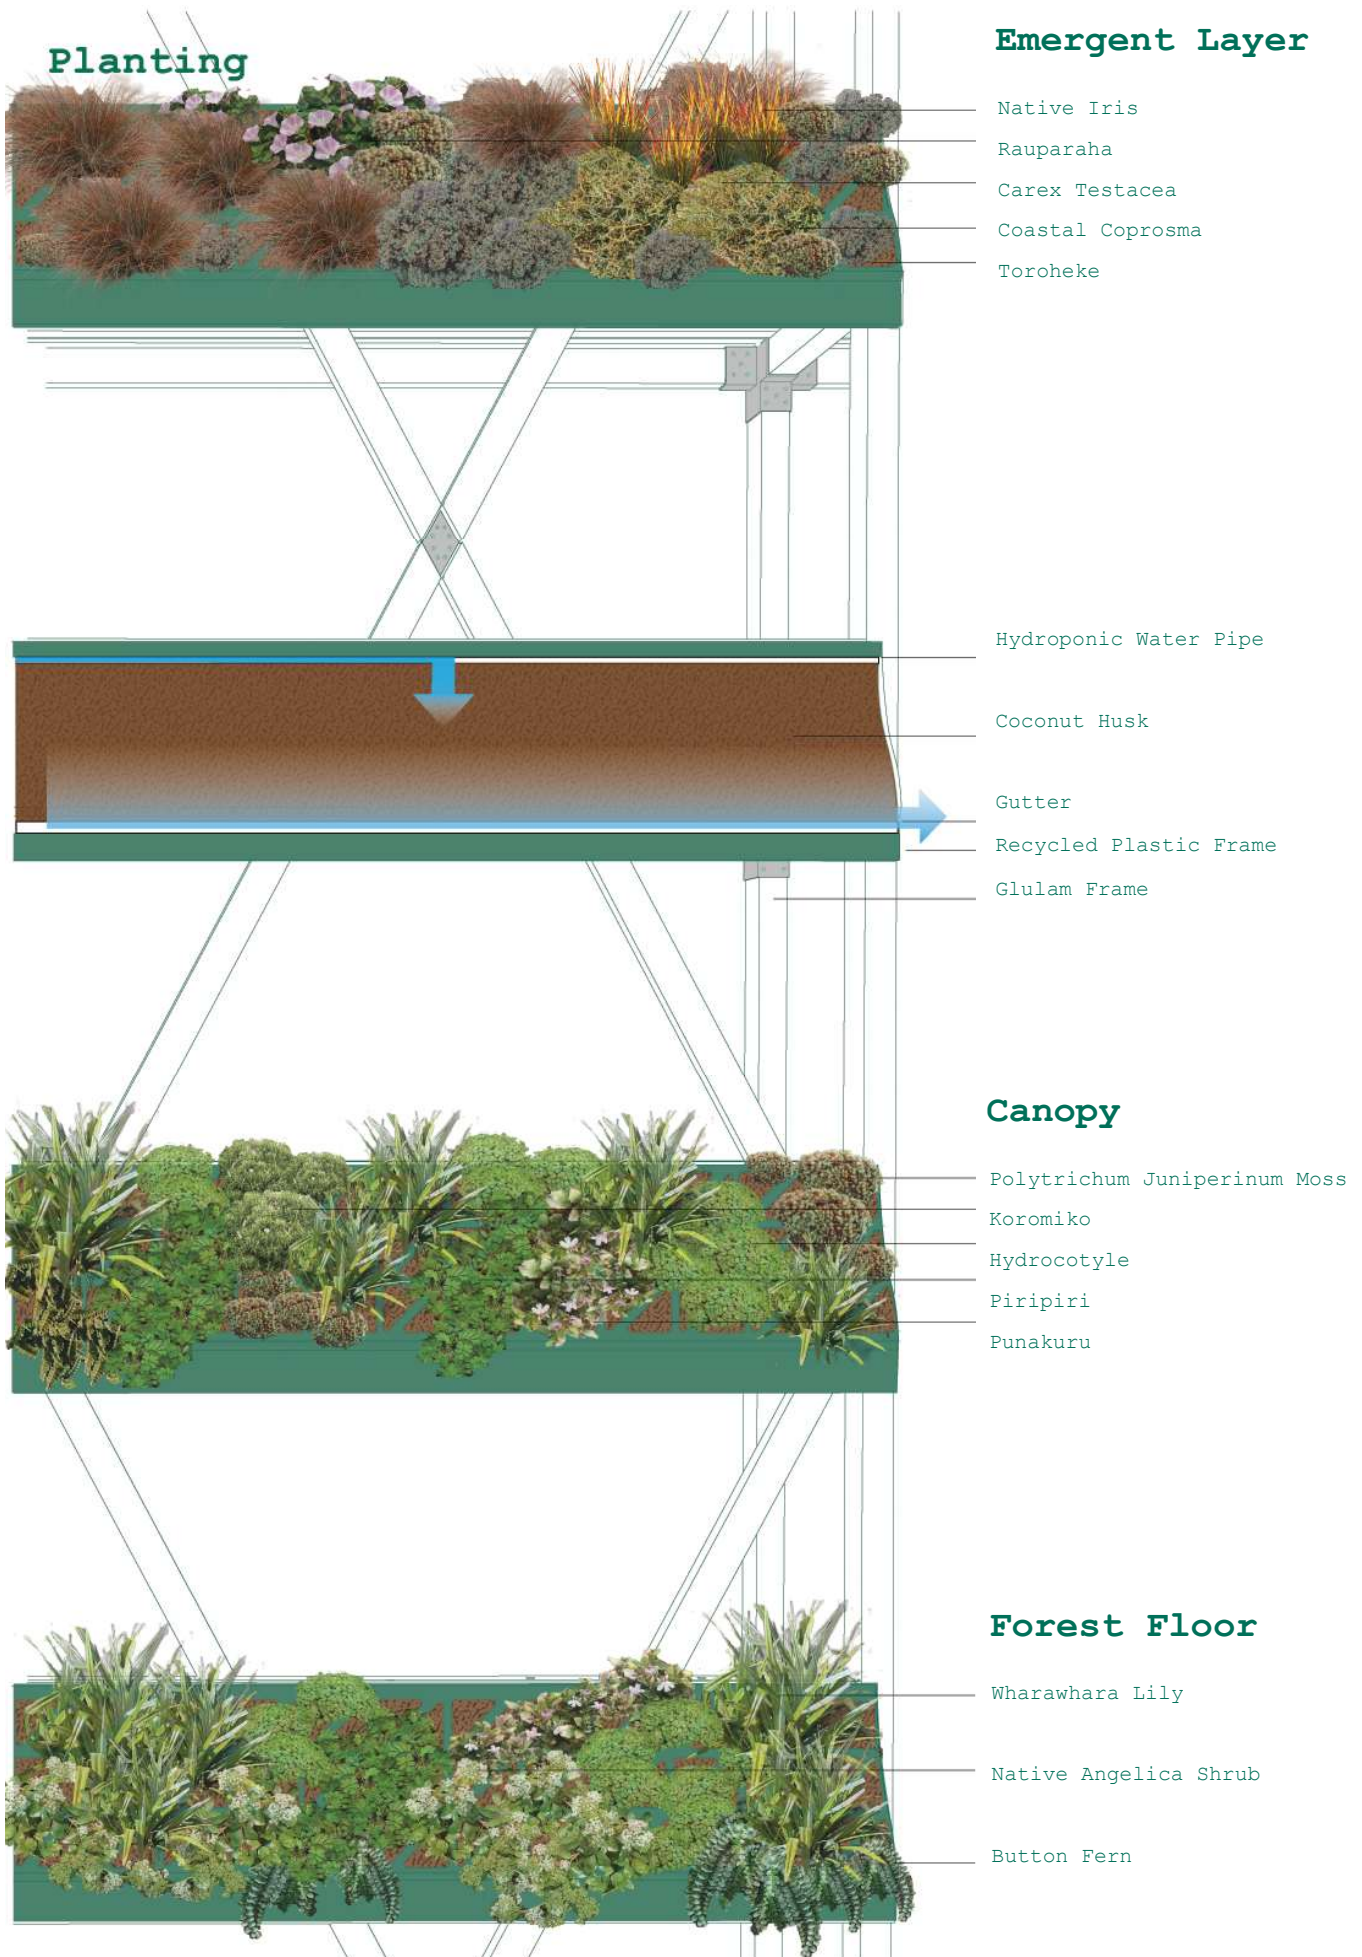 Planting
Emergent Layer
Native Iris
Rauparaha
Carex Testacea
Coastal Coprosma
Toroheke
Hydroponic Water Pipe
Coconut Husk
Gutter
Recycled Plastic Frame
Glulam Frame
Canopy
Polytrichum Juniperinum Moss
Koromiko
Hydrocotyle
Piripiri
Punakuru
Forest Floor
Wharawhara Lily
Native Angelica Shrub
Button Fern